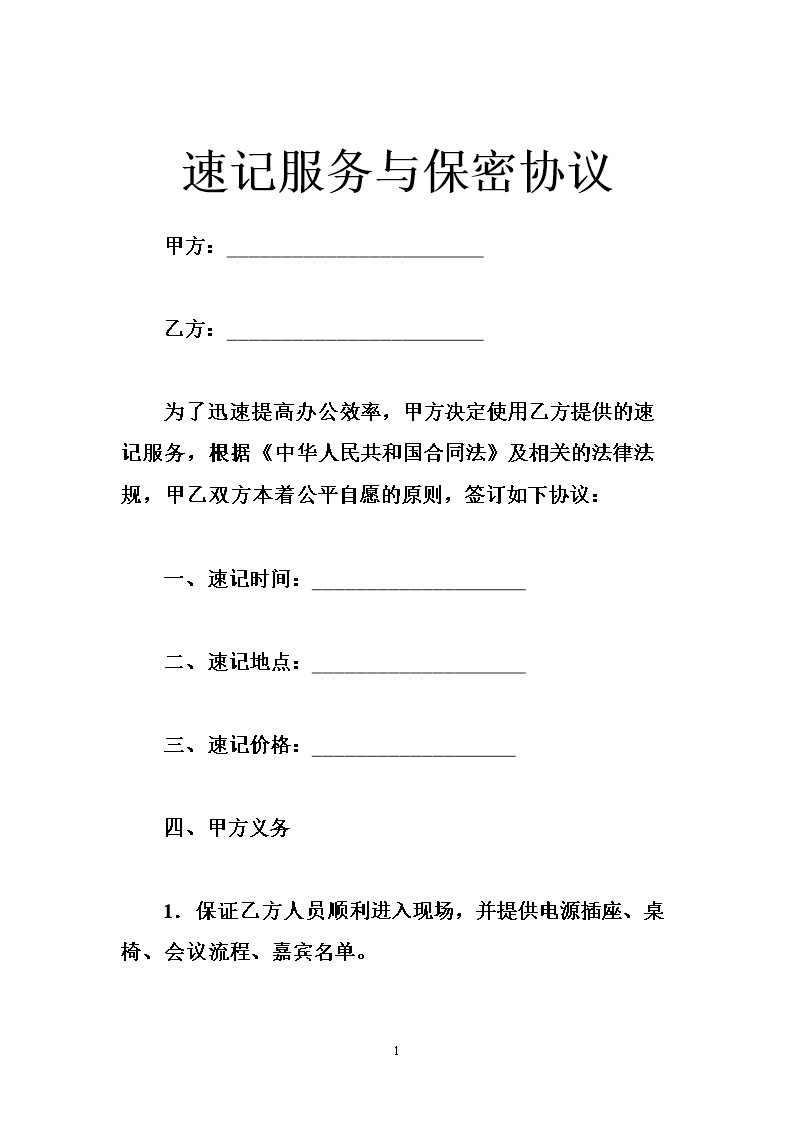 速记服务与保密协议
甲方：________________________
乙方：________________________
为了迅速提高办公效率，甲方决定使用乙方提供的速
记服务，根据《中华人民共和国合同法》及相关的法律法
规，甲乙双方本着公平自愿的原则，签订如下协议：
一、速记时间：____________________
二、速记地点：____________________
三、速记价格：___________________
四、甲方义务
1．保证乙方人员顺利进入现场，并提供电源插座、桌
椅、会议流程、嘉宾名单。
1